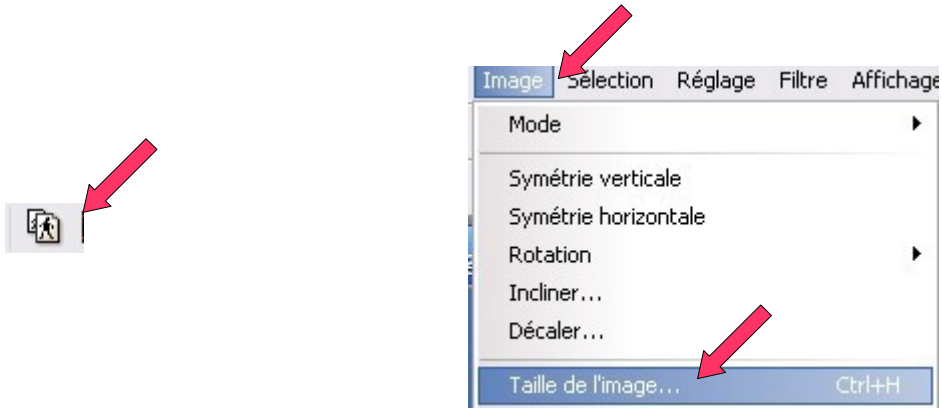 Image Sélection Réglage Filtre Affichage
Mode
Symétrie verticale
Symétrie horizontale
Rotation
Incliner...
Décaler...
Taille de l'image... Ctrl+H